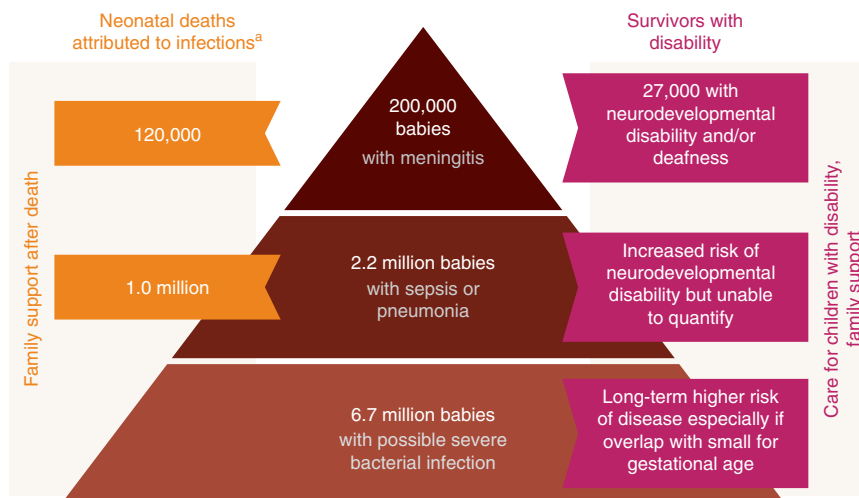 Neonatal deaths
attributed to infectionsa
Survivors with
disability
Family support after death
120,000
200,000
babies
with meningitis
27,000 with
neurodevelopmental
disability and/or
deafness
1.0 million
2.2 million babies
with sepsis or
pneumonia
Increased risk of
neurodevelopmental
disability but unable
to quantify
6.7 million babies
with possible severe
bacterial infection
Long-term higher risk
of disease especially if
overlap with small for
gestational age
Care for children with disability,
family support